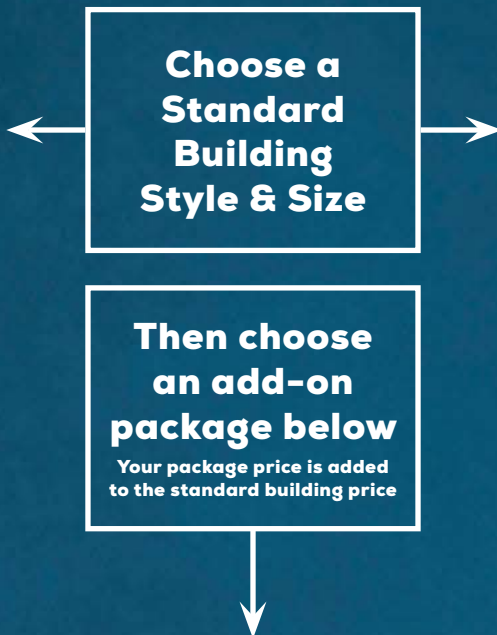 Choose a
Standard
Building
Style & Size
Then choose
an add-on
package below
Your package price is added
to the standard building price